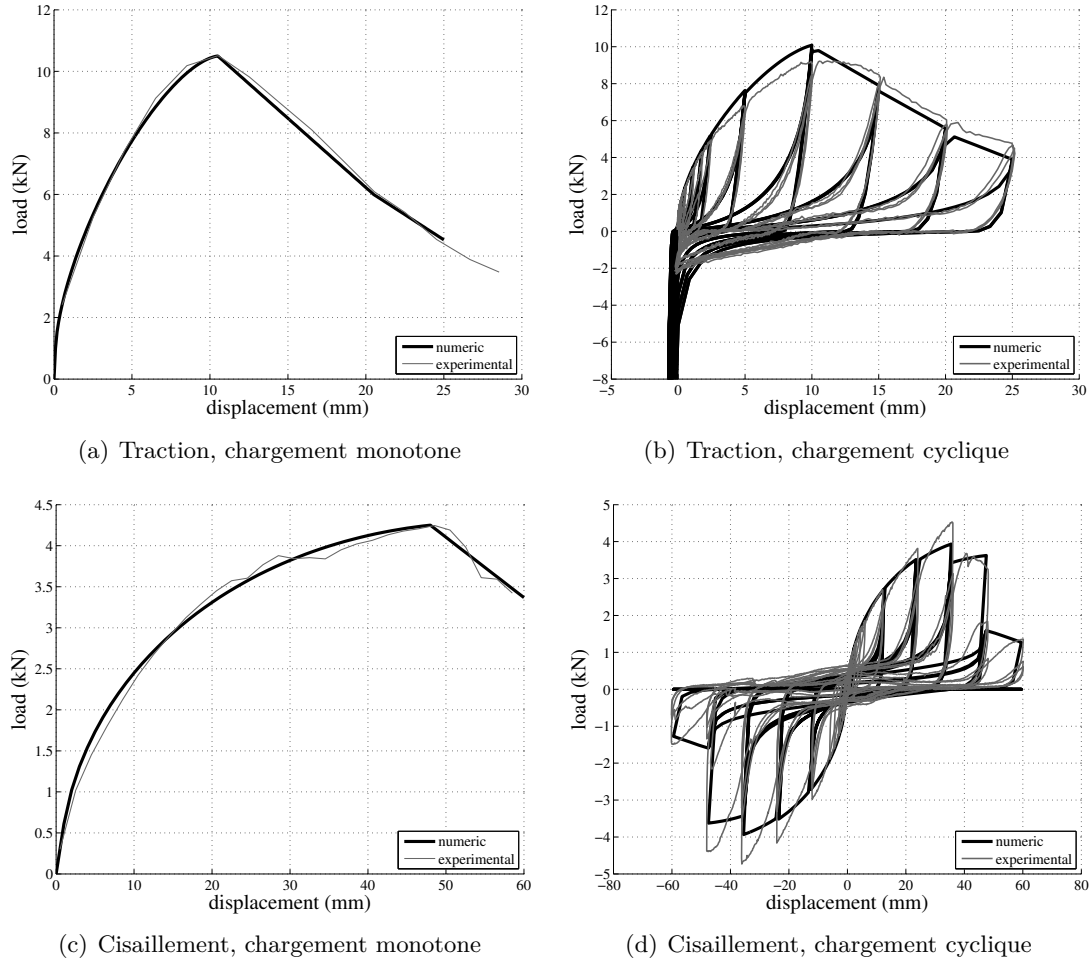 12
10
8
6
4
2
0
load (kN)
0 5 10 15 20 25 30
displacement (mm)
numeric
experimental
(a) Traction, chargement monotone
12
10
8
6
4
2
0
−2
−4
−6
−8
load (kN)
−5 0 5 10 15 20 25 30
displacement (mm)
numeric
experimental
(b) Traction, chargement cyclique
4.5
4
3.5
3
2.5
2
1.5
1
0.5
0
load (kN)
0 10 20 30 40 50 60
displacement (mm)
numeric
experimental
(c) Cisaillement, chargement monotone
5
4
3
2
1
0
−1
−2
−3
−4
−5
load (kN)
−80 −60 −40 −20 0 20 40 60 80
displacement (mm)
numeric
experimental
(d) Cisaillement, chargement cyclique